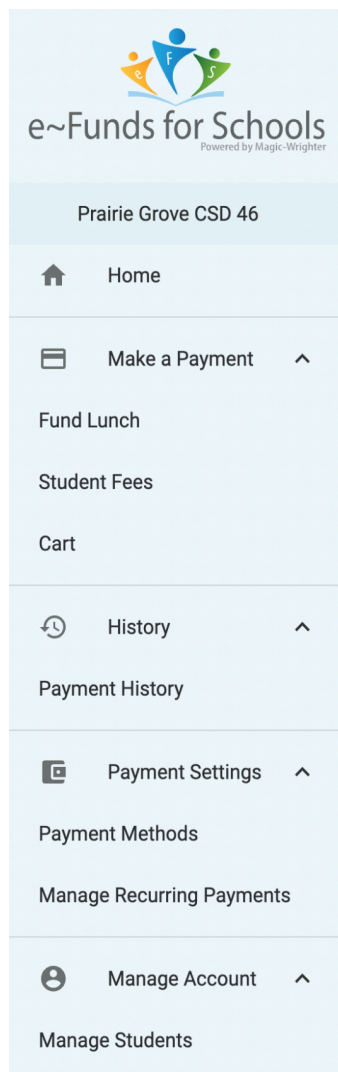 e F S
e~Funds for Schools
Powered by Magic-Wrighter
Prairie Grove CSD 46
Home
Make a Payment
Fund Lunch
Student Fees
Cart
History
Payment History
Payment Settings
Payment Methods
Manage Recurring Payments
Manage Account
Manage Students